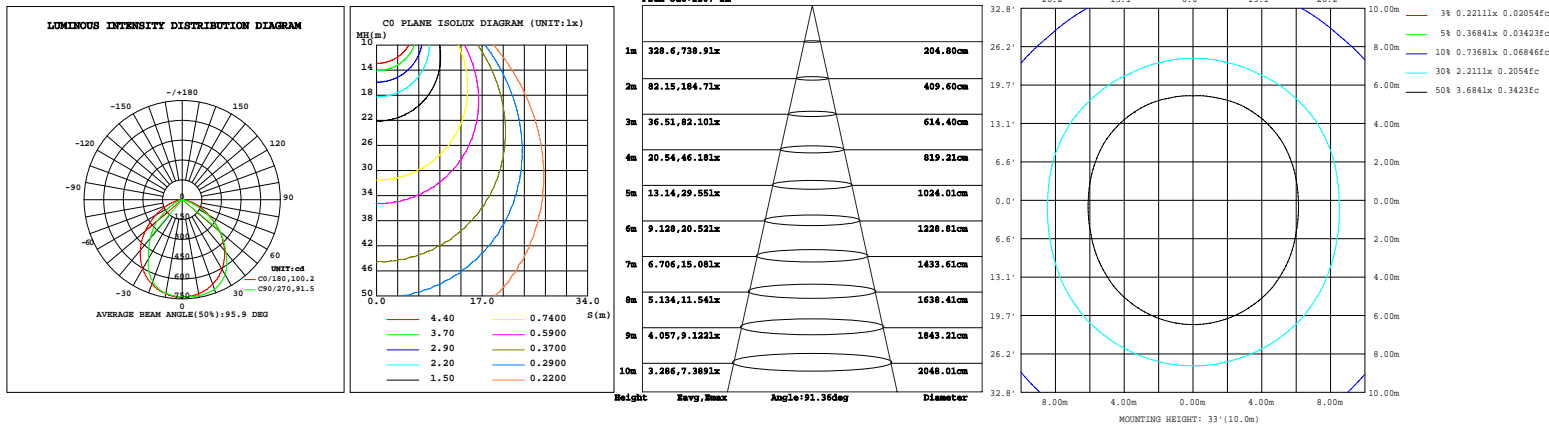 LUMINOUS INTENSITY DISTRIBUTION DIAGRAM
-/+180
-150
150
-120
120
-90
90
-60
60
-30
30
0
0
150
300
450
600
750
UNIT:cd
C0/180,100.2
C90/270,91.5
AVERAGE BEAM ANGLE(50%):95.9 DEG
C0 PLANE ISOLUX DIAGRAM (UNIT:lx)
MH(m)
10
14
18
22
26
30
34
38
42
46
50
0.0
17.0
34.0
S(m)
4.40
0.7400
3.70
0.5900
2.90
0.3700
2.20
0.2900
1.50
0.2200
1m 328.6,738.9lx 204.80cm
2m 82.15,184.7lx 409.60cm
3m 36.51,82.10lx 614.40cm
4m 20.54,46.18lx 819.21cm
5m 13.14,29.55lx 1024.01cm
6m 9.128,20.52lx 1228.81cm
7m 6.706,15.08lx 1433.61cm
8m 5.134,11.54lx 1638.41cm
9m 4.057,9.122lx 1843.21cm
10m 3.286,7.389lx 2048.01cm
Height Eavg,Emax Angle:91.36deg Diameter
32.8' 10.00m
26.2' 8.00m
19.7' 6.00m
13.1' 4.00m
6.6' 2.00m
0.0' 0.00m
6.6' 2.00m
13.1' 4.00m
19.7' 6.00m
26.2' 8.00m
32.8' 10.00m
8.00m 4.00m 0.00m 4.00m 8.00m
MOUNTING HEIGHT: 33'(10.0m)
3% 0.221lx 0.02054fc
5% 0.3684lx 0.03423fc
10% 0.7368lx 0.06846fc
30% 2.211lx 0.2054fc
50% 3.684lx 0.3423fc